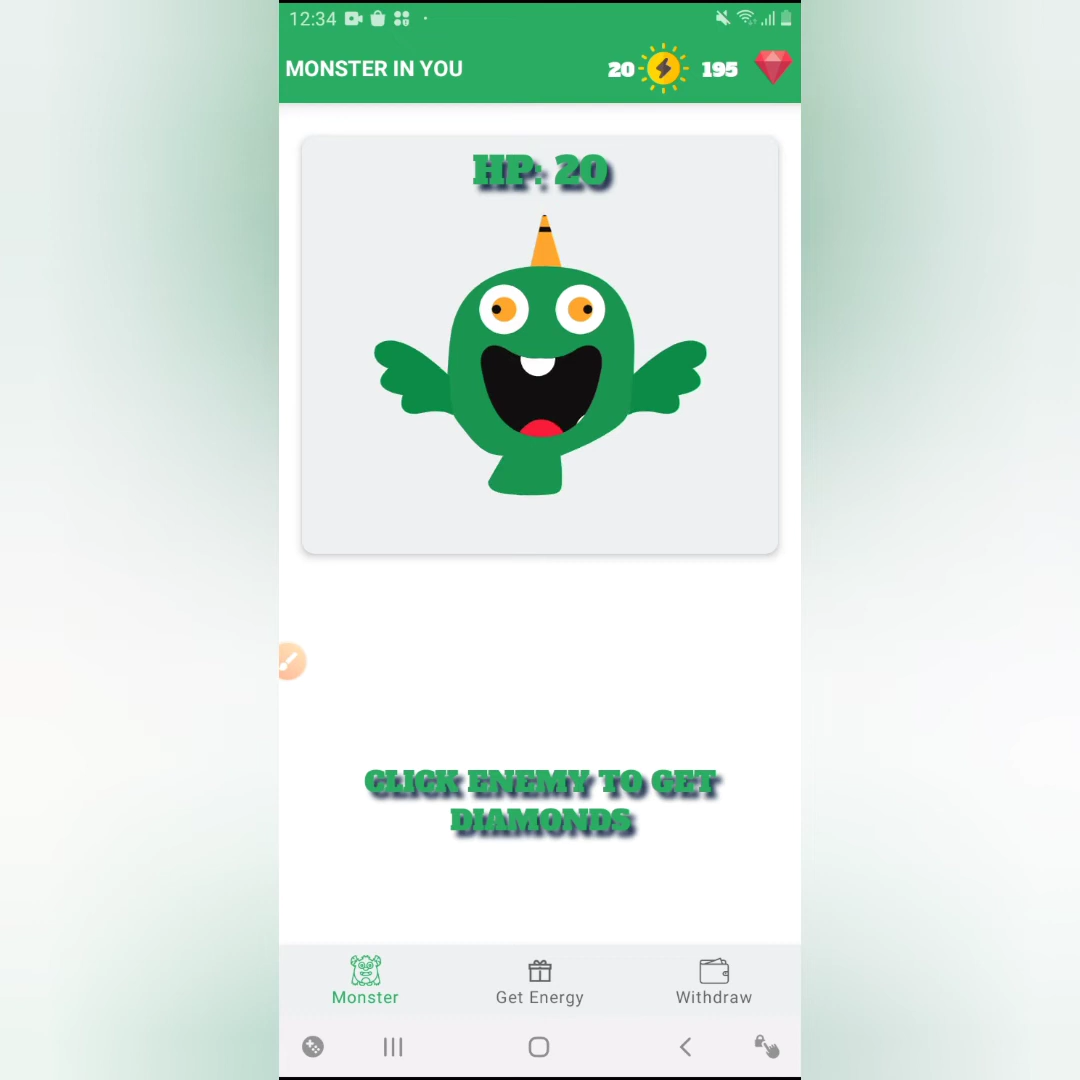 12:34
MONSTER IN YOU
20
195
HP: 20
CLICK ENEMY TO GET
DIAMONDS
Monster
Get Energy
Withdraw